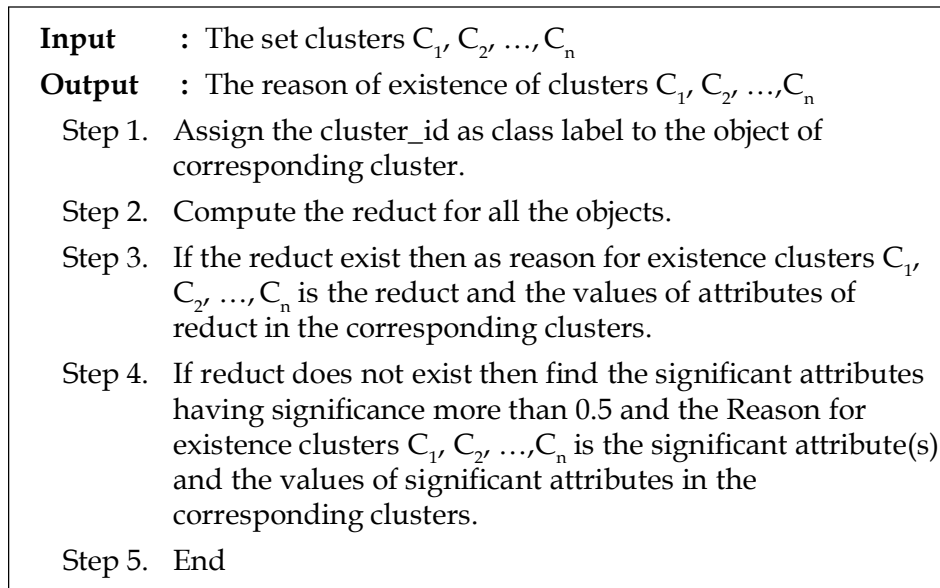 Input : The set clusters C₁, C₂, …, Cₙ
Output : The reason of existence of clusters C₁, C₂, …,Cₙ
Step 1. Assign the cluster_id as class label to the object of
corresponding cluster.
Step 2. Compute the reduct for all the objects.
Step 3. If the reduct exist then as reason for existence clusters C₁,
C₂, …, Cₙ is the reduct and the values of attributes of
reduct in the corresponding clusters.
Step 4. If reduct does not exist then find the significant attributes
having significance more than 0.5 and the Reason for
existence clusters C₁, C₂, …,Cₙ is the significant attribute(s)
and the values of significant attributes in the
corresponding clusters.
Step 5. End